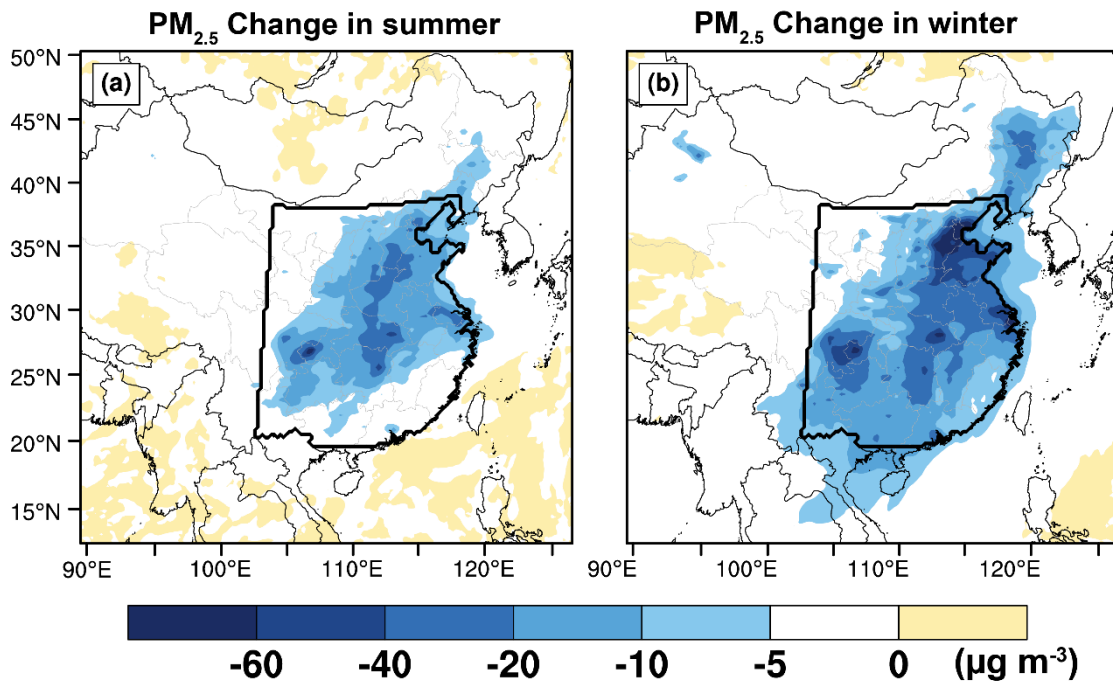 PM2.5 Change in summer
PM2.5 Change in winter
(a)
(b)
50°N
45°N
40°N
35°N
30°N
25°N
20°N
15°N
90°E 100°E 110°E 120°E
90°E 100°E 110°E 120°E
-60 -40 -20 -10 -5 0 (µg m-3)